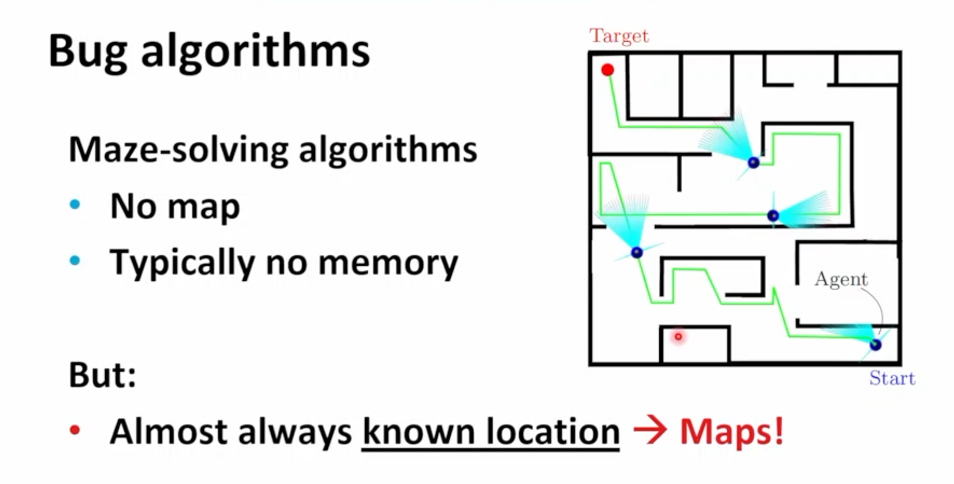 Bug algorithms
Maze-solving algorithms
• No map
• Typically no memory
But:
• Almost always known location → Maps!
Target
Agent
Start